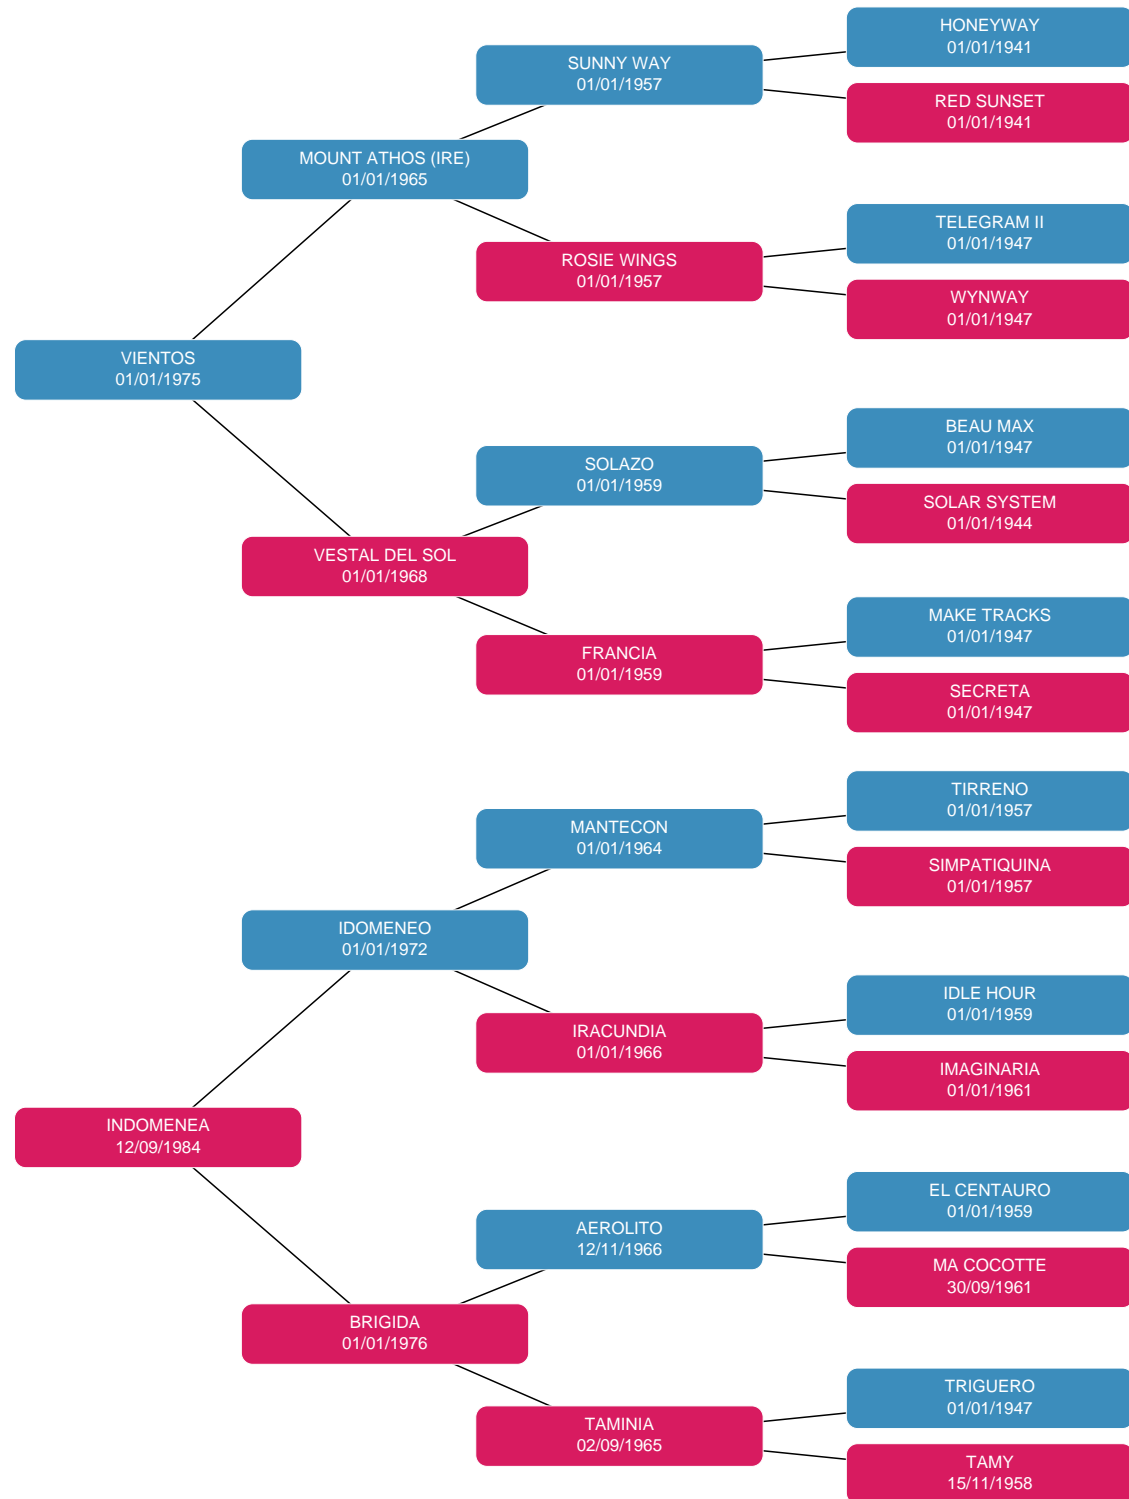 HONEYWAY
01/01/1941
SUNNY WAY
01/01/1957
RED SUNSET
01/01/1941
MOUNT ATHOS (IRE)
01/01/1965
TELEGRAM II
01/01/1947
ROSIE WINGS
01/01/1957
WYNWAY
01/01/1947
VIENTOS
01/01/1975
BEAU MAX
01/01/1947
SOLAZO
01/01/1959
SOLAR SYSTEM
01/01/1944
VESTAL DEL SOL
01/01/1968
MAKE TRACKS
01/01/1947
FRANCIA
01/01/1959
SECRETA
01/01/1947
TIRRENO
01/01/1957
MANTECON
01/01/1964
SIMPATIQUINA
01/01/1957
IDOMENEO
01/01/1972
IDLE HOUR
01/01/1959
IRACUNDIA
01/01/1966
IMAGINARIA
01/01/1961
INDOMENEA
12/09/1984
EL CENTAURO
01/01/1959
AEROLITO
12/11/1966
MA COCOTTE
30/09/1961
BRIGIDA
01/01/1976
TRIGUERO
01/01/1947
TAMINIA
02/09/1965
TAMY
15/11/1958